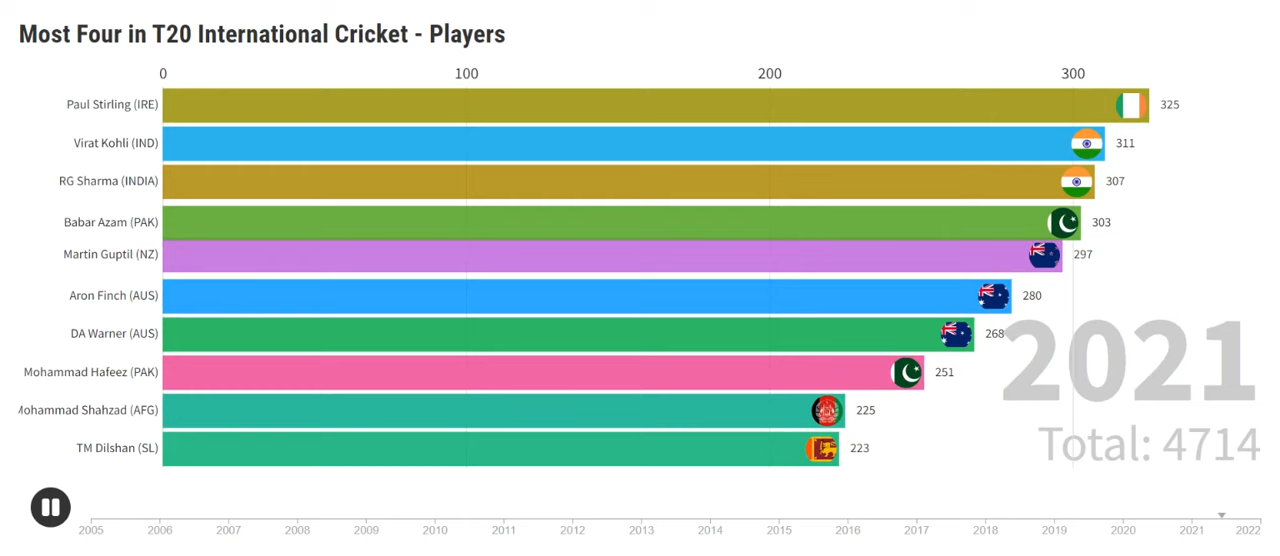 Most Four in T20 International Cricket - Players
0 100 200 300
Paul Stirling (IRE) 325
Virat Kohli (IND) 311
RG Sharma (INDIA) 307
Babar Azam (PAK) 303
Martin Guptil (NZ) 297
Aron Finch (AUS) 280
DA Warner (AUS) 268
Mohammad Hafeez (PAK) 251
Mohammad Shahzad (AFG) 225
TM Dilshan (SL) 223
2021
Total: 4714
2005 2006 2007 2008 2009 2010 2011 2012 2013 2014 2015 2016 2017 2018 2019 2020 2021 2022